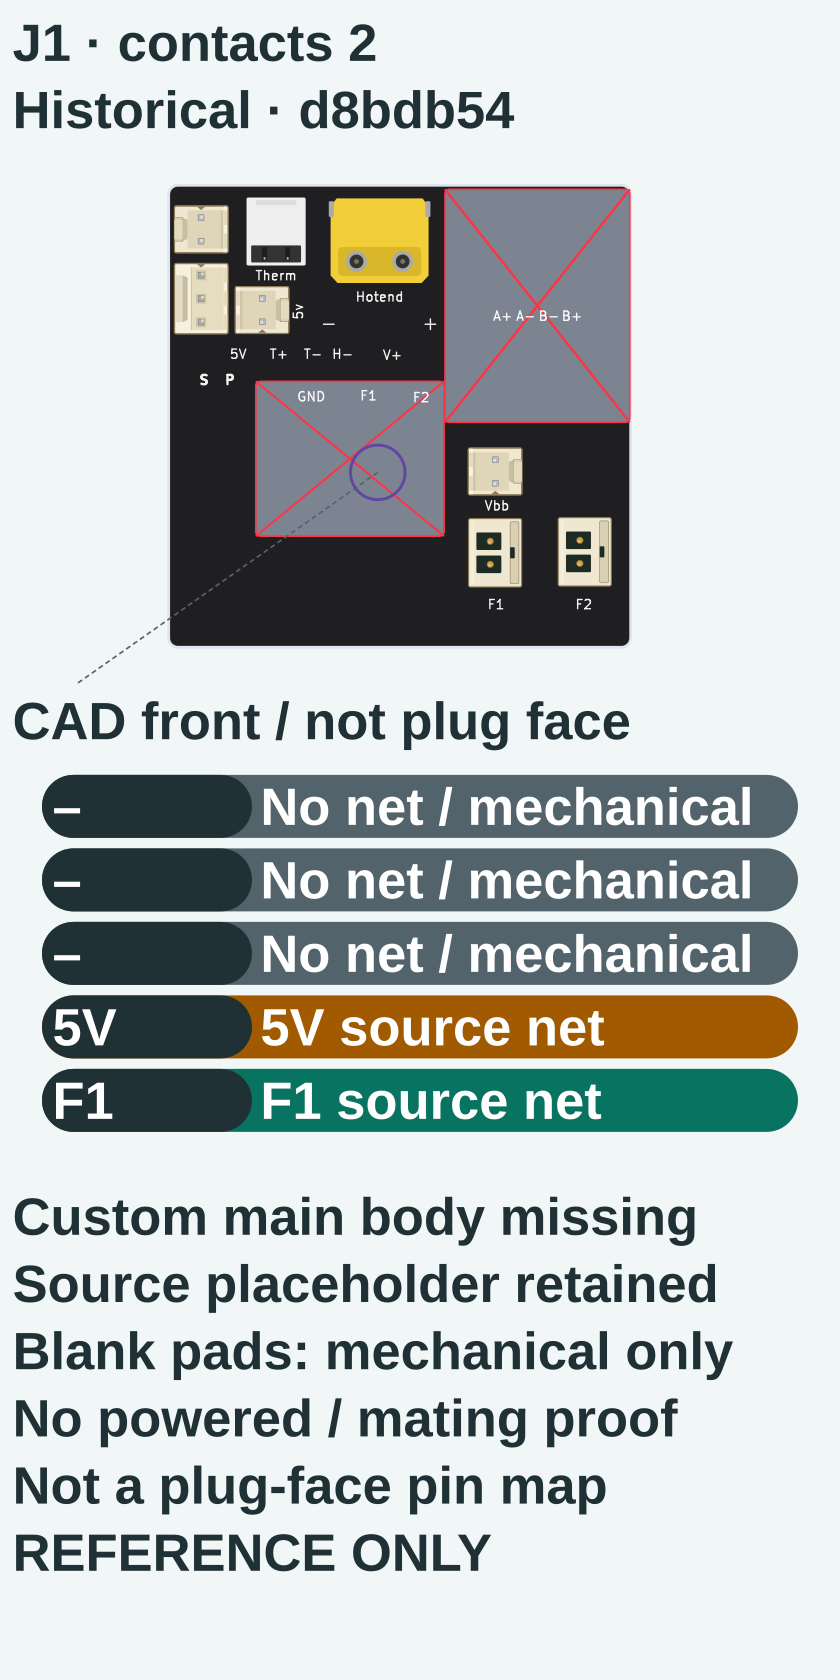 J1 · contacts 2
Historical · d8bdb54
Therm
Hotend
5v
− +
A+ A− B− B+
5V T+ T− H− V+
S P
GND F1 F2
Vbb
F1 F2
CAD front / not plug face
– No net / mechanical
– No net / mechanical
– No net / mechanical
5V 5V source net
F1 F1 source net
Custom main body missing
Source placeholder retained
Blank pads: mechanical only
No powered / mating proof
Not a plug-face pin map
REFERENCE ONLY